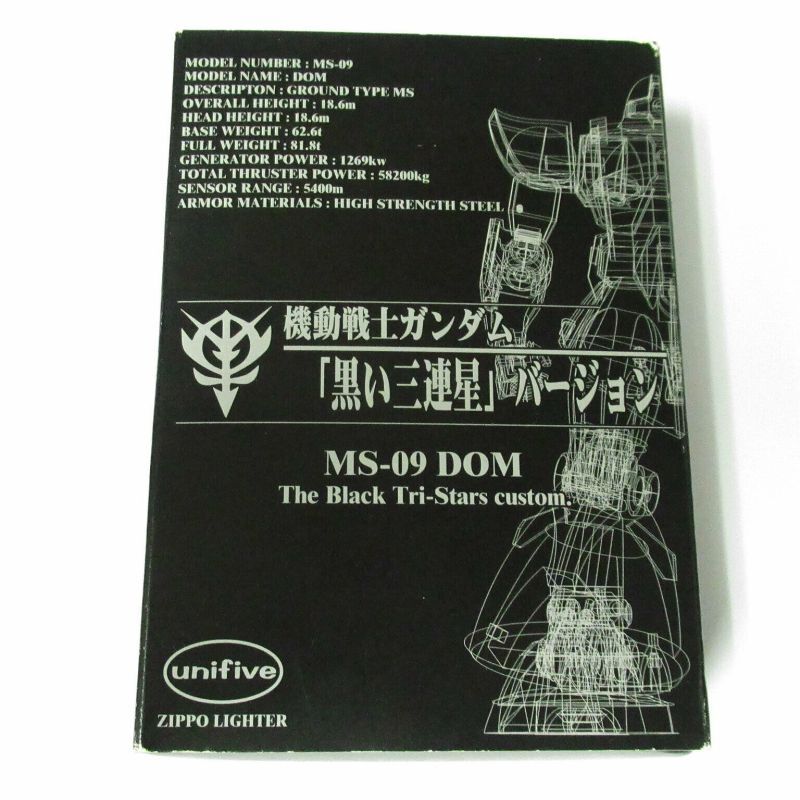 MODEL NUMBER : MS-09
MODEL NAME : DOM
DESCRIPTON : GROUND TYPE MS
OVERALL HEIGHT : 18.6m
HEAD HEIGHT : 18.6m
BASE WEIGHT : 62.6t
FULL WEIGHT : 81.8t
GENERATOR POWER : 1269kw
TOTAL THRUSTER POWER : 58200kg
SENSOR RANGE : 5400m
ARMOR MATERIALS : HIGH STRENGTH STEEL
機動戦士ガンダム
「黒い三連星」バージョン
MS-09 DOM
The Black Tri-Stars custom.
unifive
ZIPPO LIGHTER